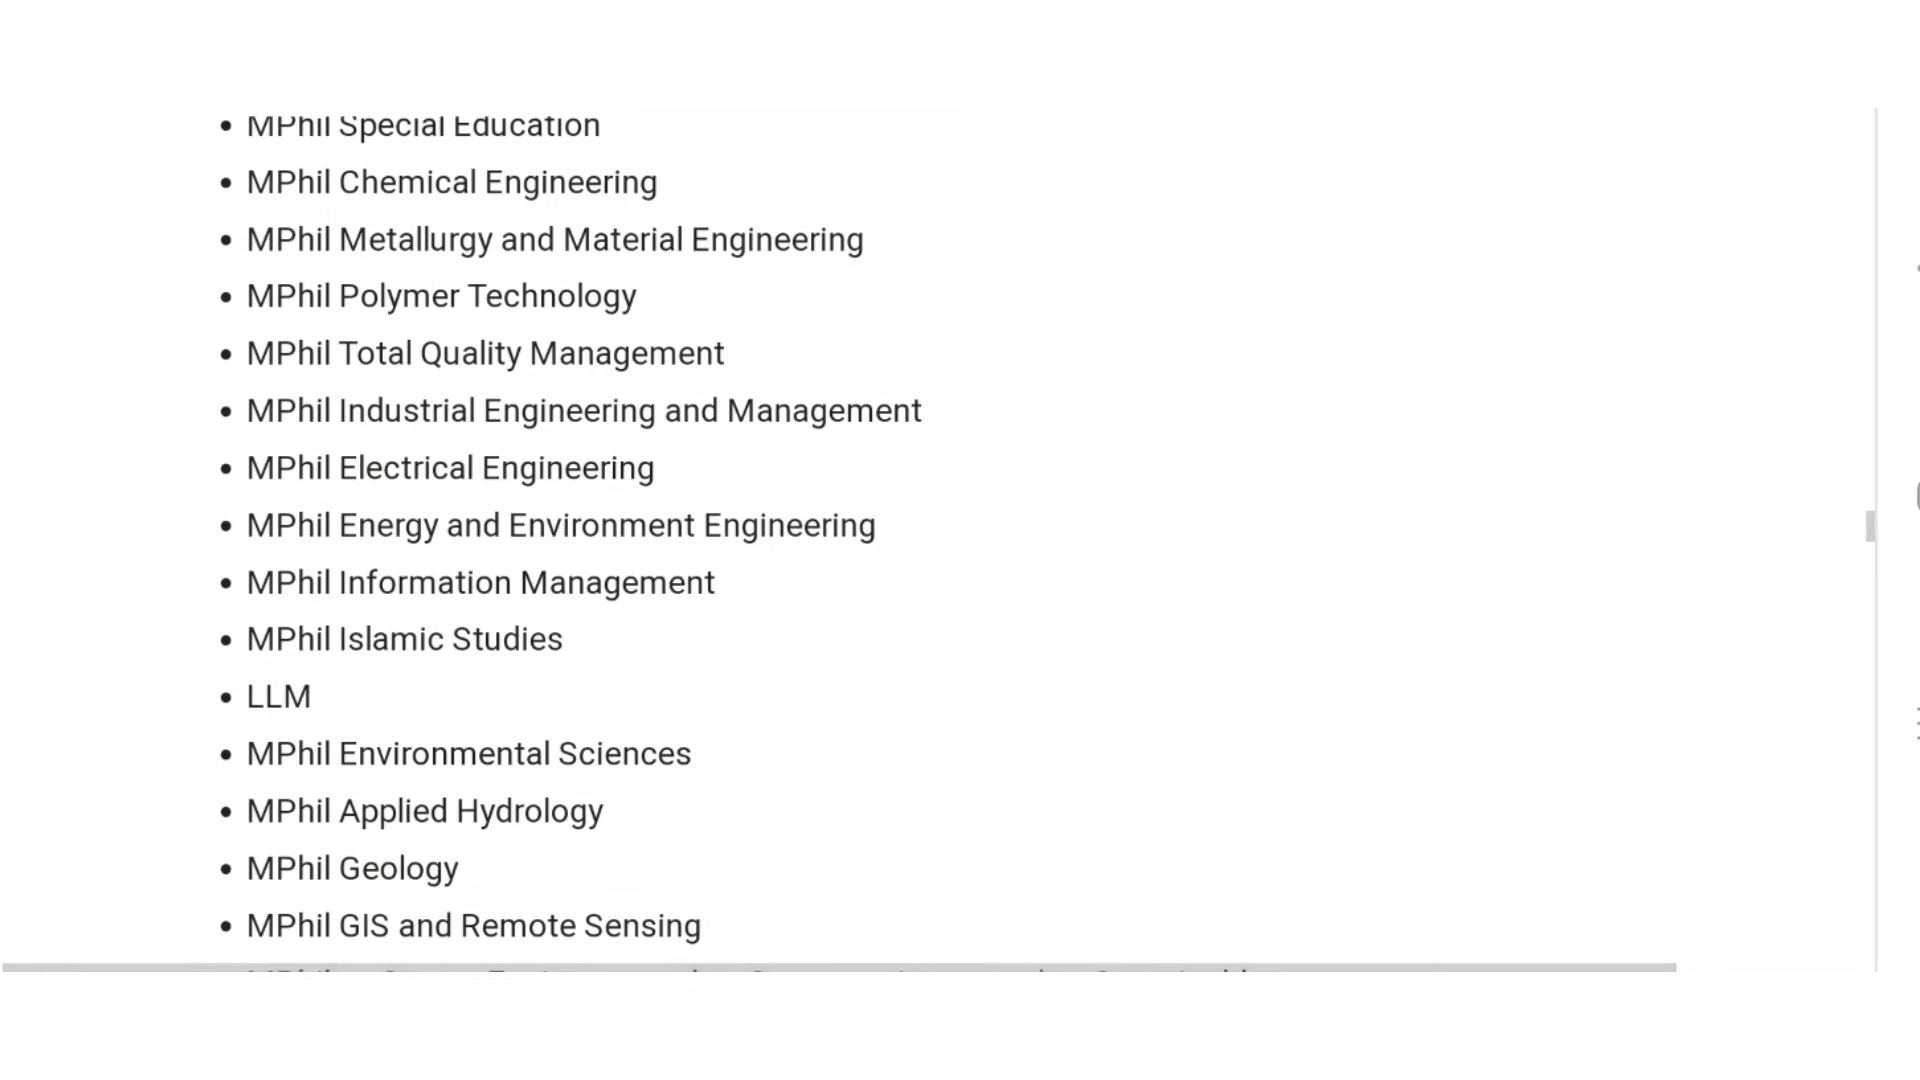 • MPhil Special Education
• MPhil Chemical Engineering
• MPhil Metallurgy and Material Engineering
• MPhil Polymer Technology
• MPhil Total Quality Management
• MPhil Industrial Engineering and Management
• MPhil Electrical Engineering
• MPhil Energy and Environment Engineering
• MPhil Information Management
• MPhil Islamic Studies
• LLM
• MPhil Environmental Sciences
• MPhil Applied Hydrology
• MPhil Geology
• MPhil GIS and Remote Sensing